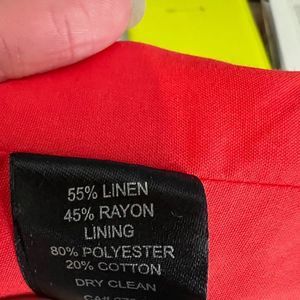 55% LINEN
45% RAYON
LINING
80% POLYESTER
20% COTTON
DRY CLEAN